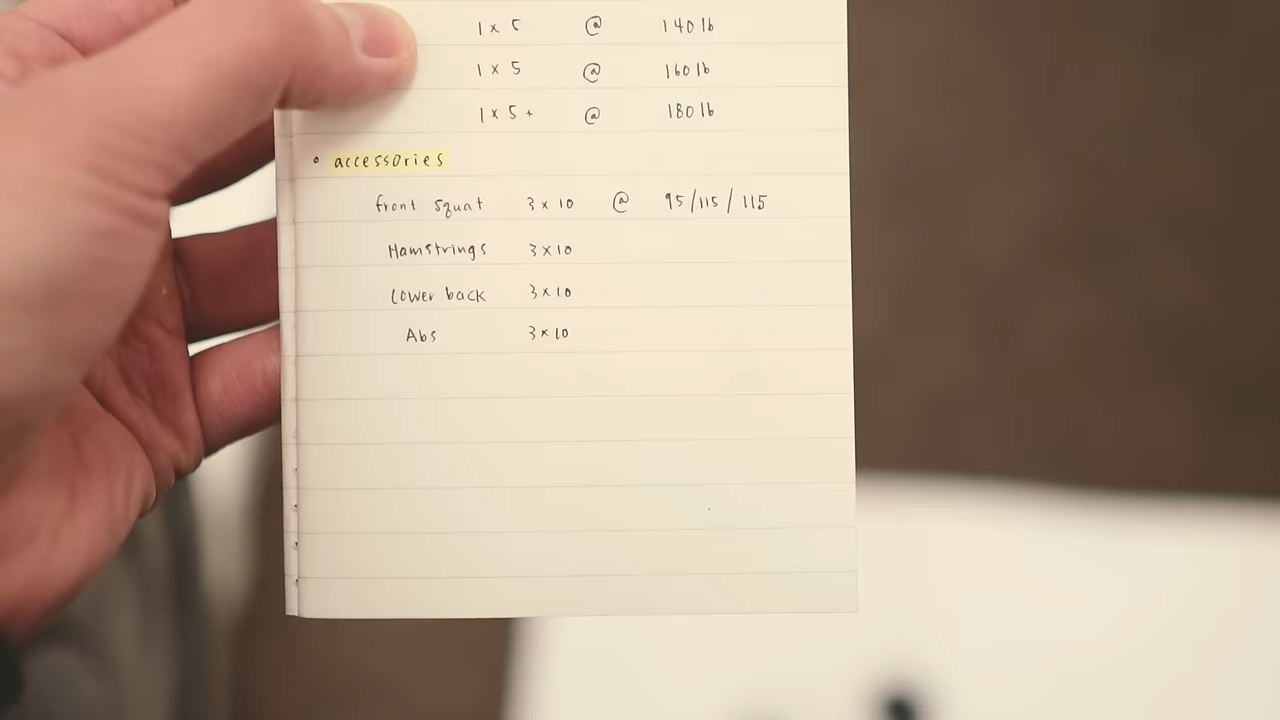 1 x 5 @ 140 lb
1 x 5 @ 160 lb
1 x 5 + @ 180 lb
• accessories
front squat 3 x 10 @ 95/115/115
Hamstrings 3 x 10
Lower back 3 x 10
Abs 3 x 10